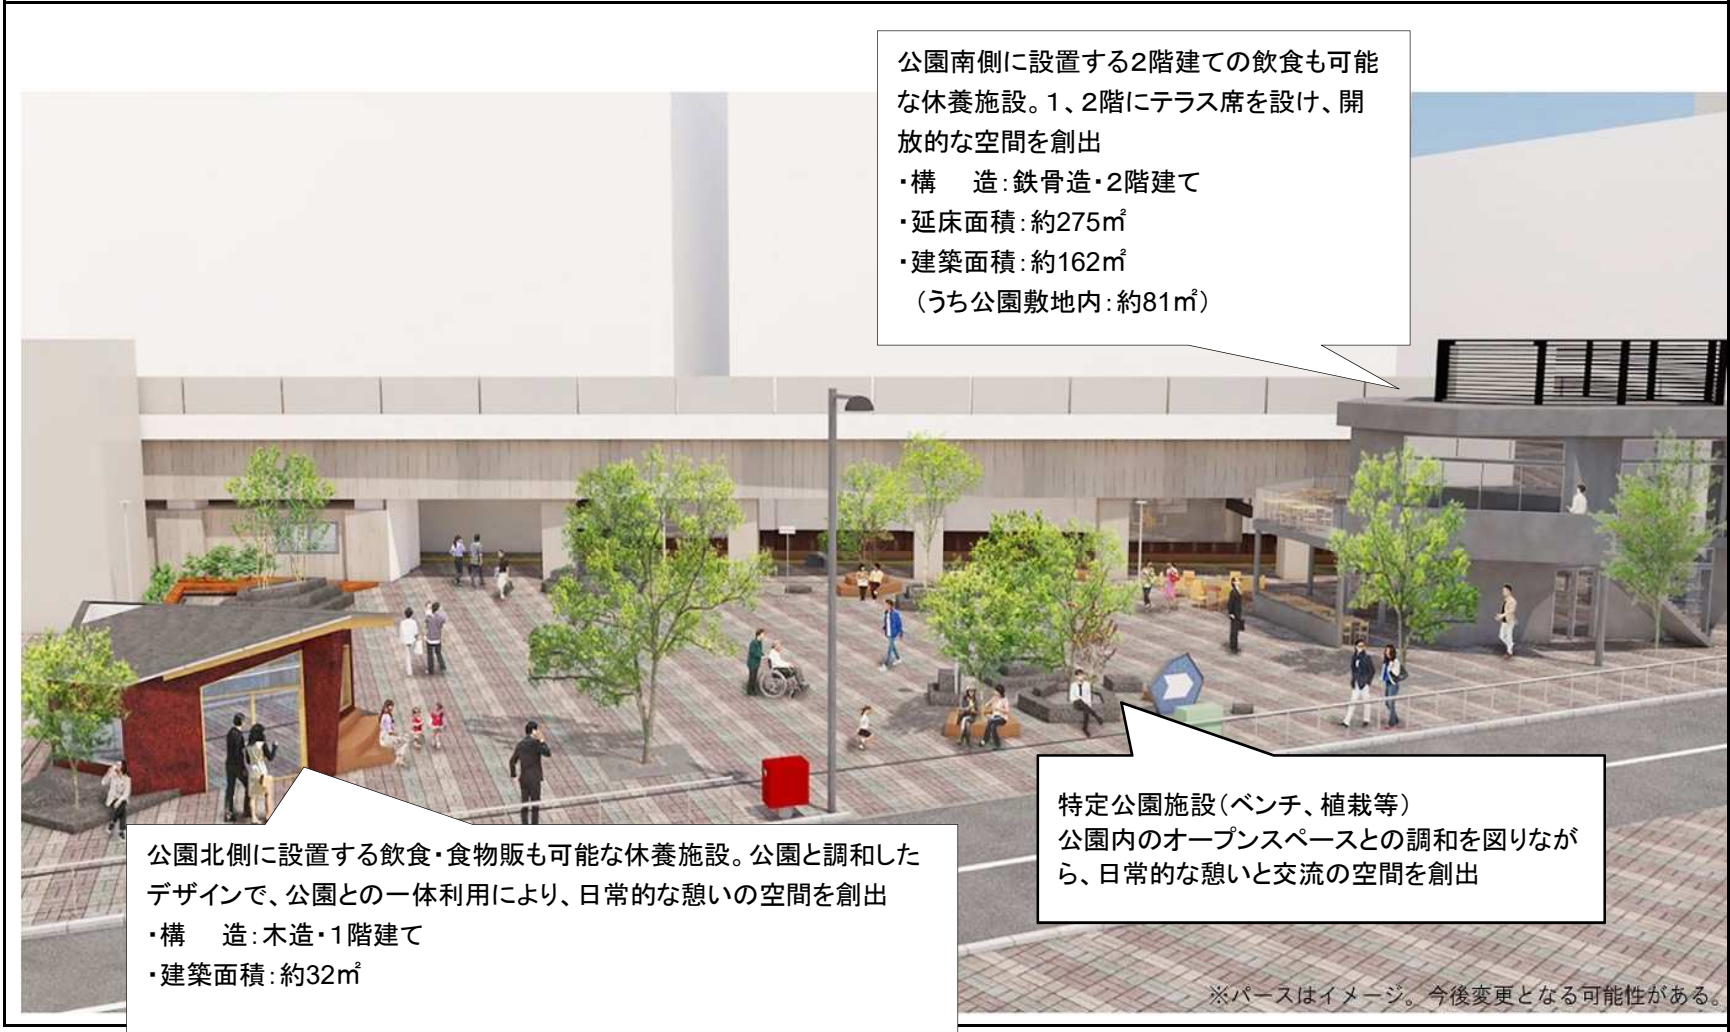 公園南側に設置する2階建ての飲食も可能
な休養施設。1、2階にテラス席を設け、開
放的な空間を創出
・構　造：鉄骨造・2階建て
・延床面積：約275㎡
・建築面積：約162㎡
（うち公園敷地内：約81㎡）
公園北側に設置する飲食・食物販も可能な休養施設。公園と調和した
デザインで、公園との一体利用により、日常的な憩いの空間を創出
・構　造：木造・1階建て
・建築面積：約32㎡
特定公園施設（ベンチ、植栽等）
公園内のオープンスペースとの調和を図りなが
ら、日常的な憩いと交流の空間を創出
※パースはイメージ。今後変更となる可能性がある。